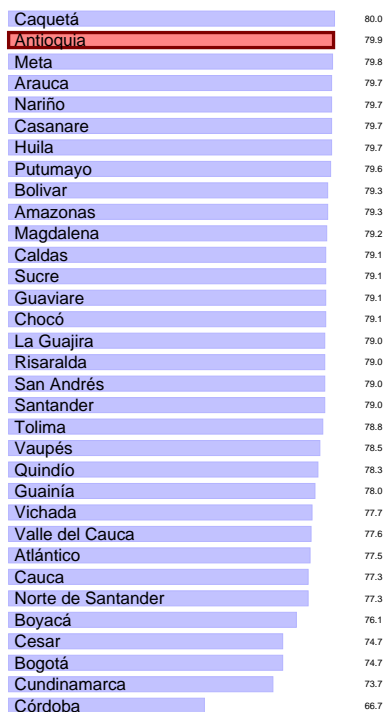 Caquetá 80.0
Antioquia 79.9
Meta 79.8
Arauca 79.7
Nariño 79.7
Casanare 79.7
Huila 79.7
Putumayo 79.6
Bolivar 79.3
Amazonas 79.3
Magdalena 79.2
Caldas 79.1
Sucre 79.1
Guaviare 79.1
Chocó 79.1
La Guajira 79.0
Risaralda 79.0
San Andrés 79.0
Santander 79.0
Tolima 78.8
Vaupés 78.5
Quindío 78.3
Guainía 78.0
Vichada 77.7
Valle del Cauca 77.6
Atlántico 77.5
Cauca 77.3
Norte de Santander 77.3
Boyacá 76.1
Cesar 74.7
Bogotá 74.7
Cundinamarca 73.7
Córdoba 66.7